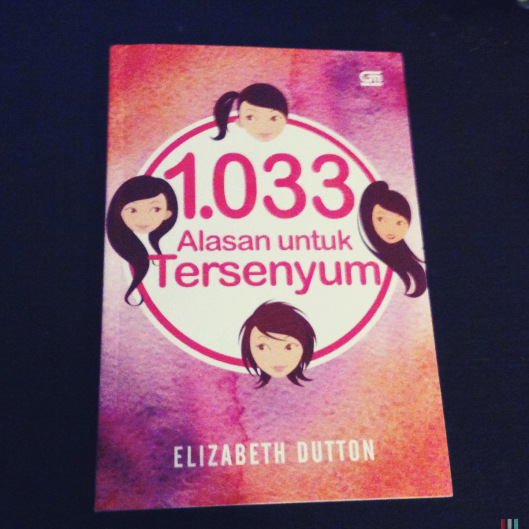 1.033
Alasan untuk
Tersenyum
ELIZABETH DUTTON